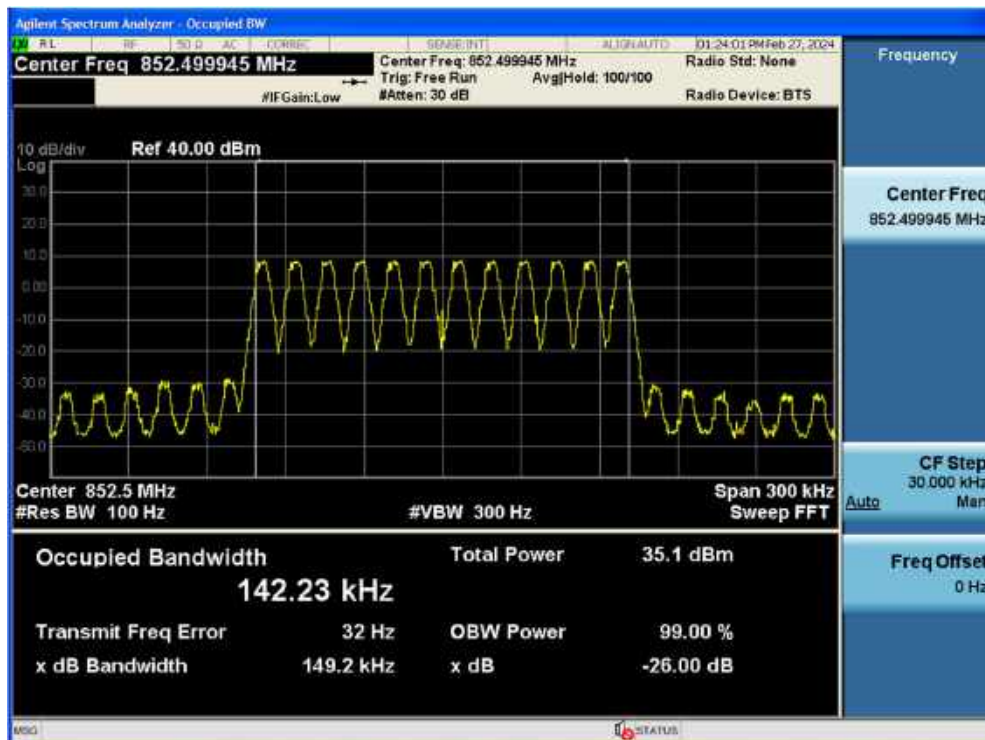 Agilent Spectrum Analyzer - Occupied BW
RL RF 50 Ω AC CORREC SENSE:INT ALIGN AUTO 01:24:01 PM Feb 27, 2024
Center Freq 852.499945 MHz
Center Freq: 852.499945 MHz
Radio Std: None
Trig: Free Run
Avg|Hold: 100/100
#IFGain:Low
#Atten: 30 dB
Radio Device: BTS
10 dB/div
Ref 40.00 dBm
Log
30.0
20.0
10.0
0.00
-10.0
-20.0
-30.0
-40.0
-50.0
Center 852.5 MHz
Span 300 kHz
#Res BW 100 Hz
#VBW 300 Hz
Sweep FFT
Occupied Bandwidth
142.23 kHz
Total Power 35.1 dBm
Transmit Freq Error 32 Hz
OBW Power 99.00 %
x dB Bandwidth 149.2 kHz
x dB -26.00 dB
Frequency
Center Freq
852.499945 MHz
CF Step
30.000 kHz
Auto Man
Freq Offset
0 Hz
MSG
STATUS